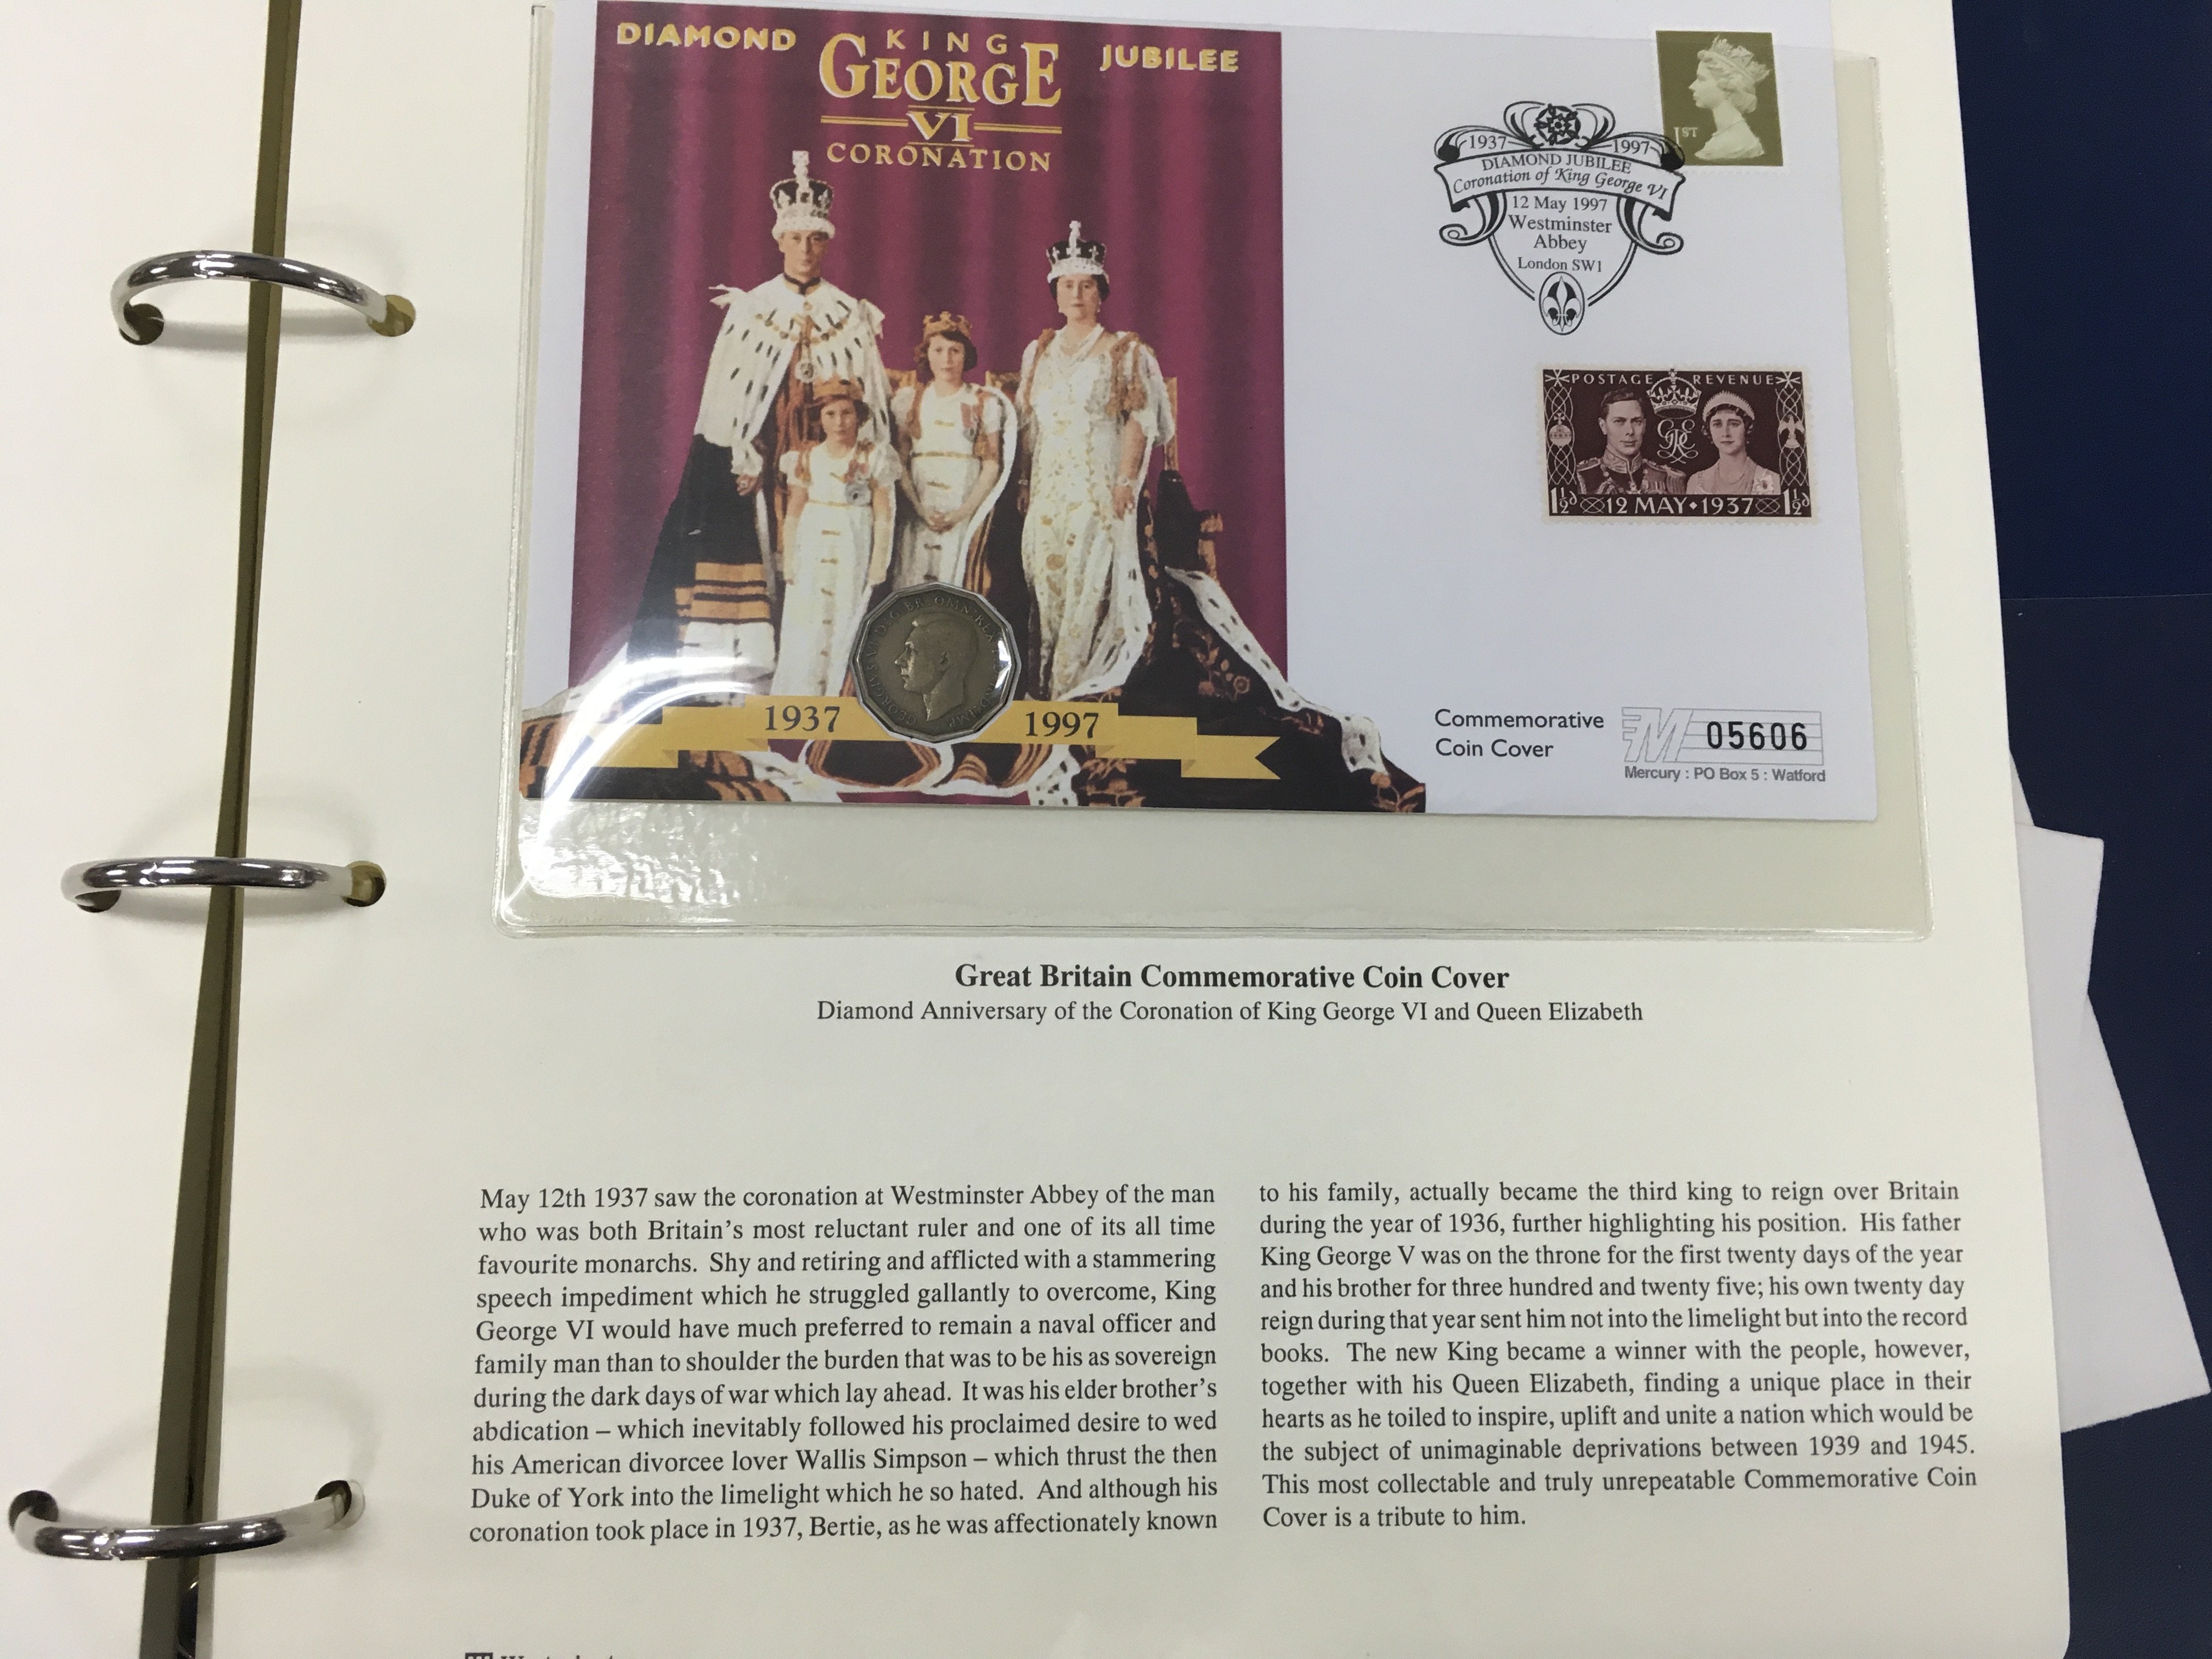 DIAMOND KING JUBILEE
GEORGE
VI
CORONATION
1ST
1937 1997
DIAMOND JUBILEE
Coronation of King George VI
12 May 1997
Westminster
Abbey
London SW1
POSTAGE REVENUE
1½d 12 MAY • 1937 1½d
1937 1997
Commemorative
Coin Cover
M 05606
Mercury : PO Box 5 : Watford
Great Britain Commemorative Coin Cover
Diamond Anniversary of the Coronation of King George VI and Queen Elizabeth
May 12th 1937 saw the coronation at Westminster Abbey of the man
who was both Britain's most reluctant ruler and one of its all time
favourite monarchs. Shy and retiring and afflicted with a stammering
speech impediment which he struggled gallantly to overcome, King
George VI would have much preferred to remain a naval officer and
family man than to shoulder the burden that was to be his as sovereign
during the dark days of war which lay ahead. It was his elder brother's
abdication – which inevitably followed his proclaimed desire to wed
his American divorcee lover Wallis Simpson – which thrust the then
Duke of York into the limelight which he so hated. And although his
coronation took place in 1937, Bertie, as he was affectionately known
to his family, actually became the third king to reign over Britain
during the year of 1936, further highlighting his position. His father
King George V was on the throne for the first twenty days of the year
and his brother for three hundred and twenty five; his own twenty day
reign during that year sent him not into the limelight but into the record
books. The new King became a winner with the people, however,
together with his Queen Elizabeth, finding a unique place in their
hearts as he toiled to inspire, uplift and unite a nation which would be
the subject of unimaginable deprivations between 1939 and 1945.
This most collectable and truly unrepeatable Commemorative Coin
Cover is a tribute to him.